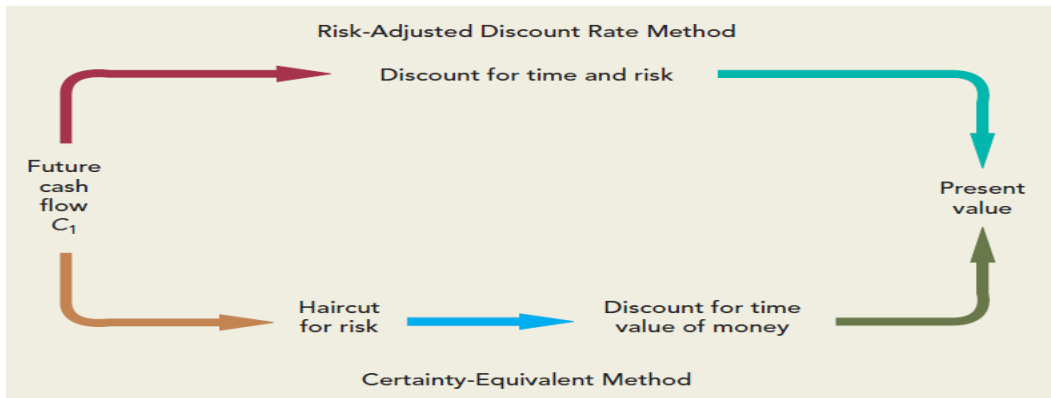 Risk-Adjusted Discount Rate Method
Discount for time and risk
Future
cash
flow
C₁
Present
value
Haircut
for risk
Discount for time
value of money
Certainty-Equivalent Method